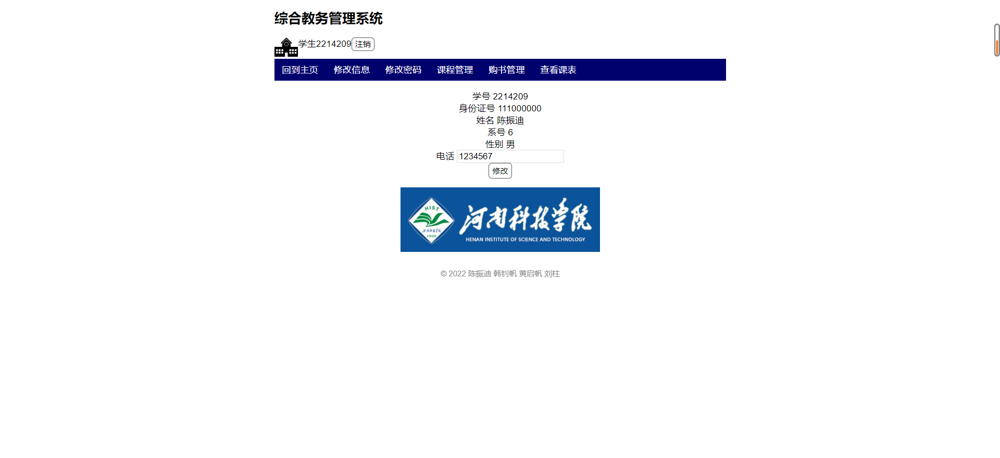 综合教务管理系统
学生2214209 注销
回到主页 修改信息 修改密码 课程管理 购书管理 查看课表
学号 2214209
身份证号 111000000
姓名 陈振迪
系号 6
性别 男
电话 1234567
修改
HIST
河南科技学院
河南科技学院
HENAN INSTITUTE OF SCIENCE AND TECHNOLOGY
1939
© 2022 陈振迪 韩钊帆 黄启帆 刘柱